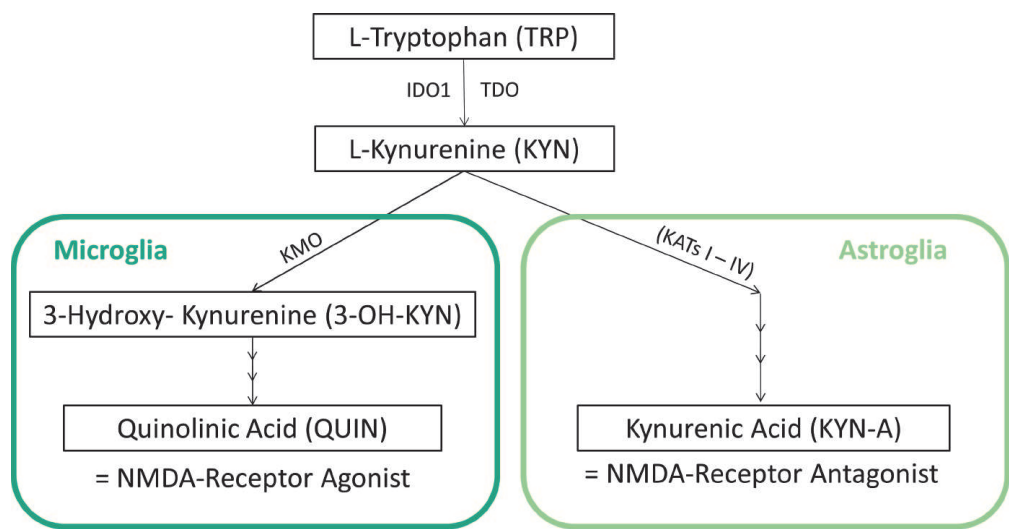 L-Tryptophan (TRP)
IDO1 TDO
L-Kynurenine (KYN)
Microglia
KMO
3-Hydroxy- Kynurenine (3-OH-KYN)
Quinolinic Acid (QUIN)
= NMDA-Receptor Agonist
(KATs I – IV)
Astroglia
Kynurenic Acid (KYN-A)
= NMDA-Receptor Antagonist